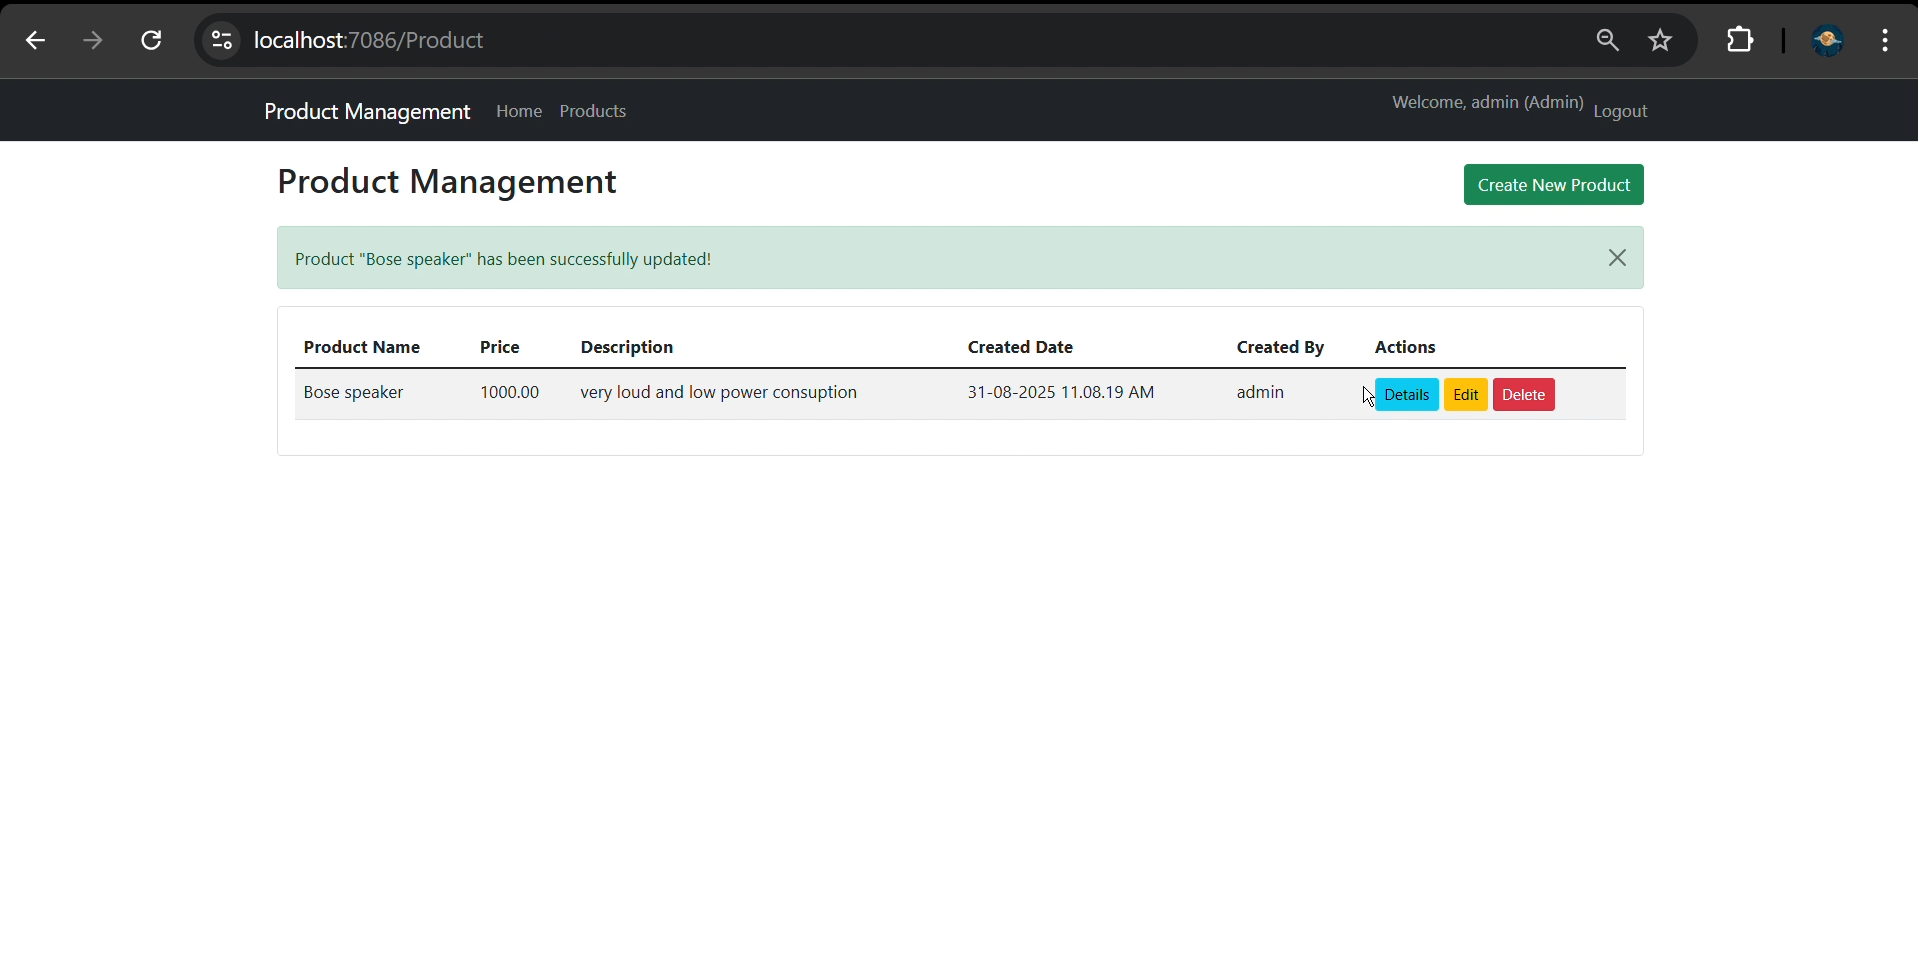 localhost:7086/Product
Product Management Home Products Welcome, admin (Admin) Logout
Product Management Create New Product
Product "Bose speaker" has been successfully updated!
Product Name Price Description Created Date Created By Actions
Bose speaker 1000.00 very loud and low power consuption 31-08-2025 11.08.19 AM admin Details Edit Delete